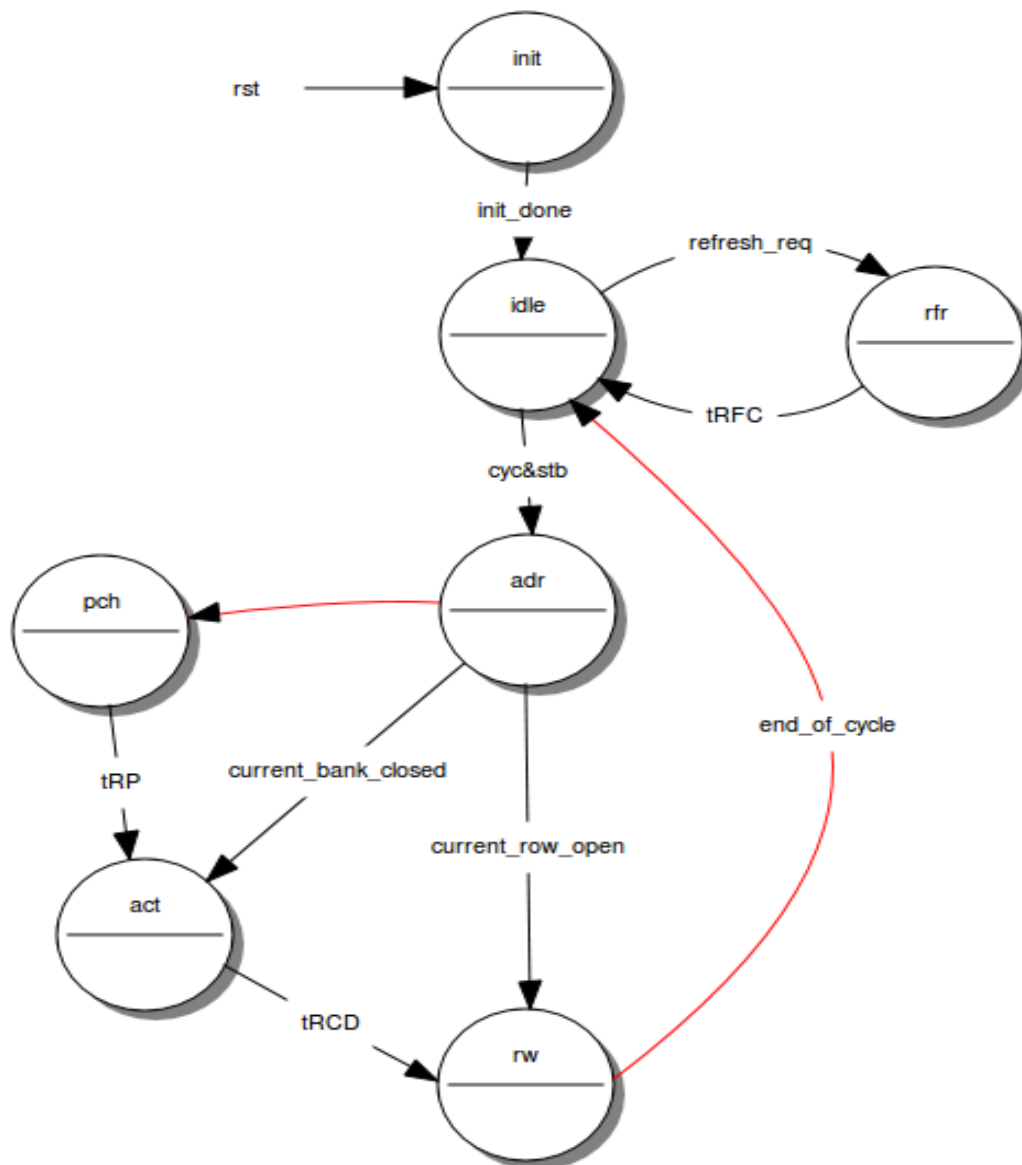 init
rst
init_done
refresh_req
idle
rfr
tRFC
cyc&stb
adr
pch
end_of_cycle
current_bank_closed
tRP
current_row_open
act
tRCD
rw